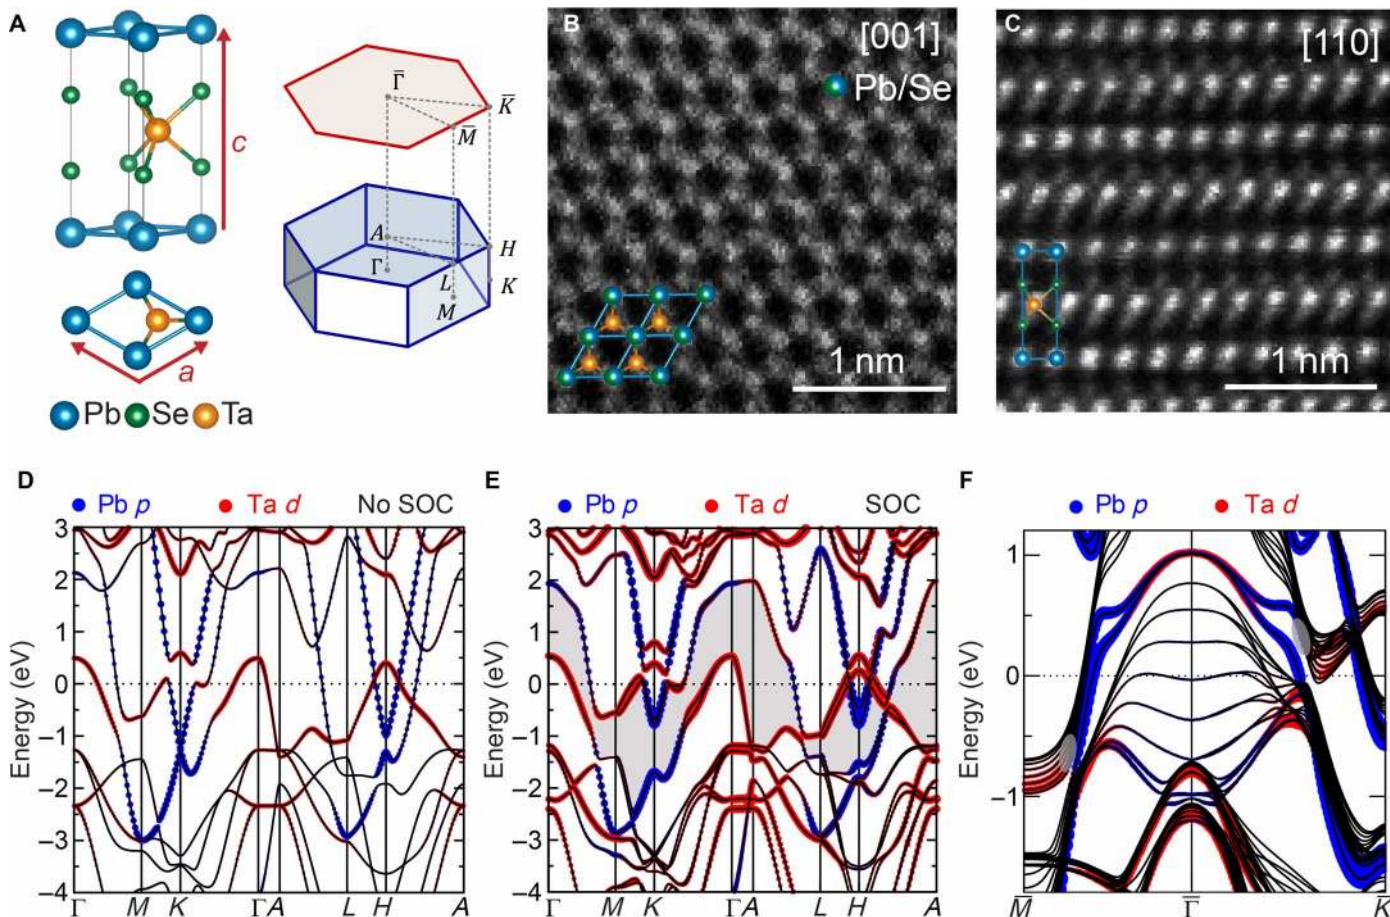 A
c
a
Pb Se Ta
Γ̅
K̅
M̅
A
H
Γ
L
K
M
B
[001]
Pb/Se
1 nm
C
[110]
1 nm
D
Pb p
Ta d
No SOC
Energy (eV)
3
2
1
0
−1
−2
−3
−4
Γ M K Γ A L H A
E
Pb p
Ta d
SOC
Energy (eV)
3
2
1
0
−1
−2
−3
−4
Γ M K Γ A L H A
F
Pb p
Ta d
Energy (eV)
1
0
−1
M̅ Γ̅ K̅